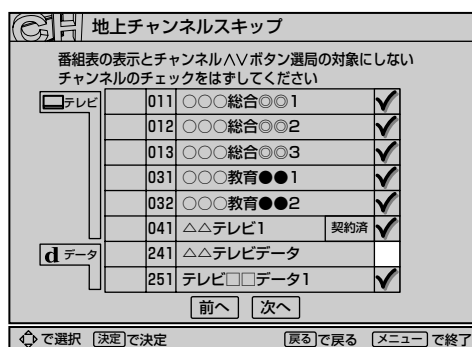 CH 地上チャンネルスキップ
番組表の表示とチャンネル∧∨ボタン選局の対象にしない
チャンネルのチェックをはずしてください
テレビ
011 ○○○総合◎◎1
012 ○○○総合◎◎2
013 ○○○総合◎◎3
031 ○○○教育●●1
032 ○○○教育●●2
041 △△テレビ1 契約済
d データ
241 △△テレビデータ
251 テレビ□□データ1
前へ 次へ
で選択 決定で決定 戻るで戻る メニューで終了